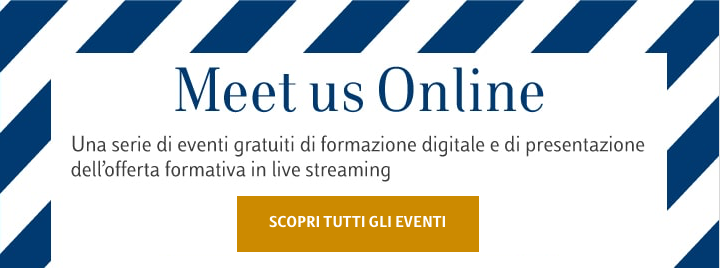 Meet us Online
Una serie di eventi gratuiti di formazione digitale e di presentazione
dell'offerta formativa in live streaming
SCOPRI TUTTI GLI EVENTI